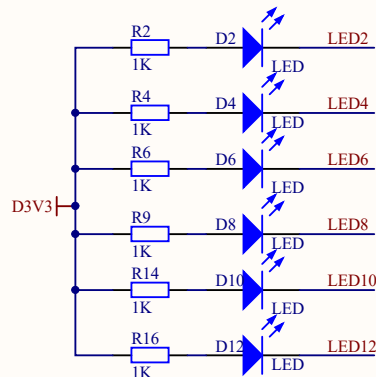 R2 D2 LED2
1K LED
R4 D4 LED4
1K LED
R6 D6 LED6
1K LED
D3V3
R9 D8 LED8
1K LED
R14 D10 LED10
1K LED
R16 D12 LED12
1K LED